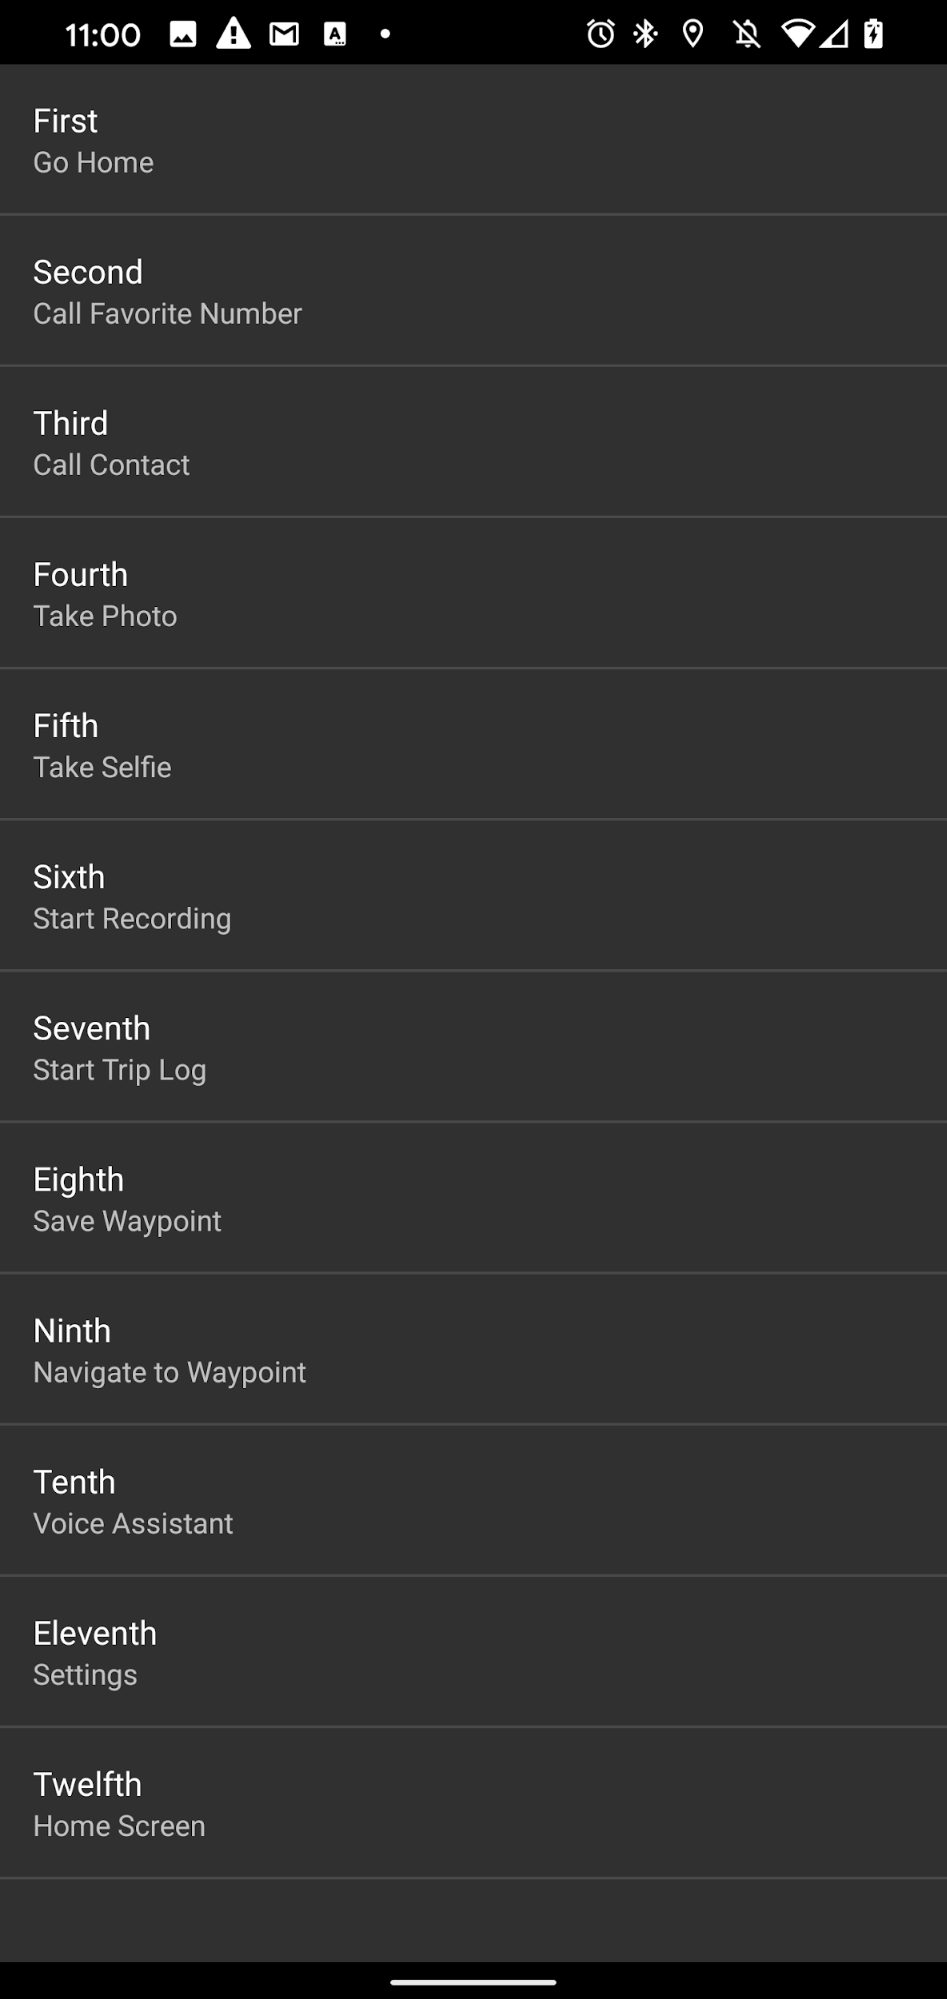 11:00
First
Go Home
Second
Call Favorite Number
Third
Call Contact
Fourth
Take Photo
Fifth
Take Selfie
Sixth
Start Recording
Seventh
Start Trip Log
Eighth
Save Waypoint
Ninth
Navigate to Waypoint
Tenth
Voice Assistant
Eleventh
Settings
Twelfth
Home Screen